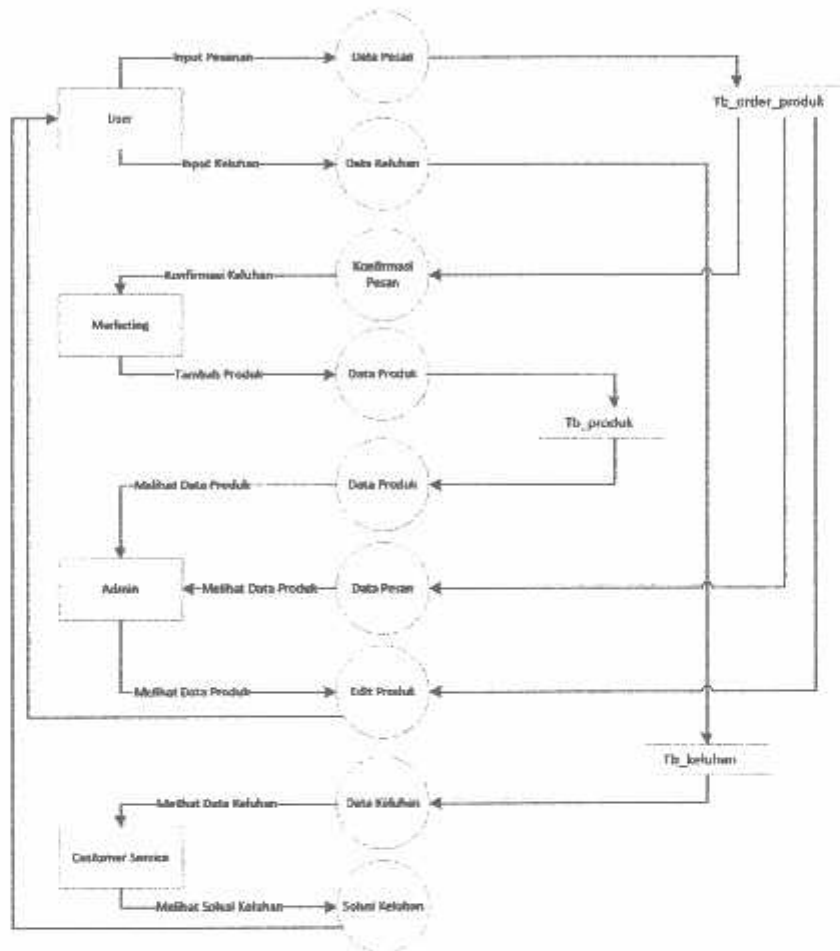 Input Pesanan
Data Pesan
Tb_order_produk
User
Input Keluhan
Data Keluhan
Konfirmasi Keluhan
Konfirmasi
Pesan
Marketing
Tambah Produk
Data Produk
Tb_produk
Melihat Data Produk
Data Produk
Admin
Melihat Data Produk
Data Pesan
Melihat Data Produk
Edit Produk
Tb_keluhan
Melihat Data Keluhan
Data Keluhan
Customer Service
Melihat Solusi Keluhan
Solusi Keluhan